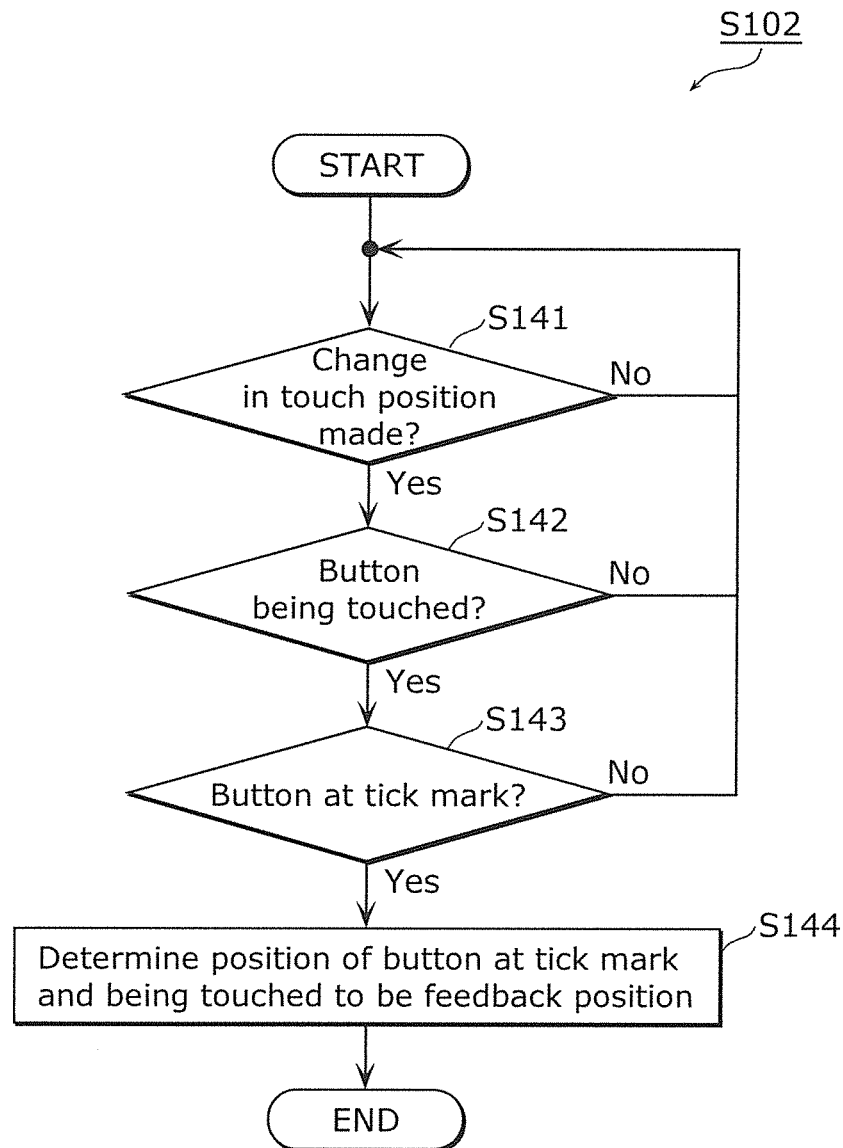 S102
START
S141
Change
in touch position
made?
No
Yes
S142
Button
being touched?
No
Yes
S143
Button at tick mark?
No
Yes
S144
Determine position of button at tick mark
and being touched to be feedback position
END